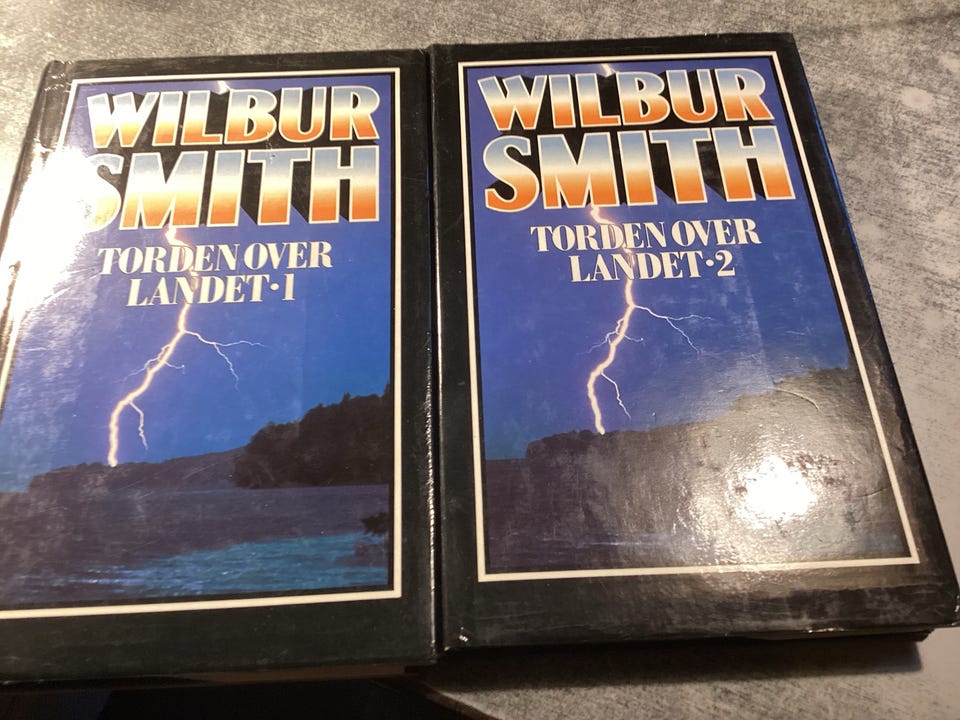 WILBUR
SMITH
TORDEN OVER
LANDET·1
WILBUR
SMITH
TORDEN OVER
LANDET·2